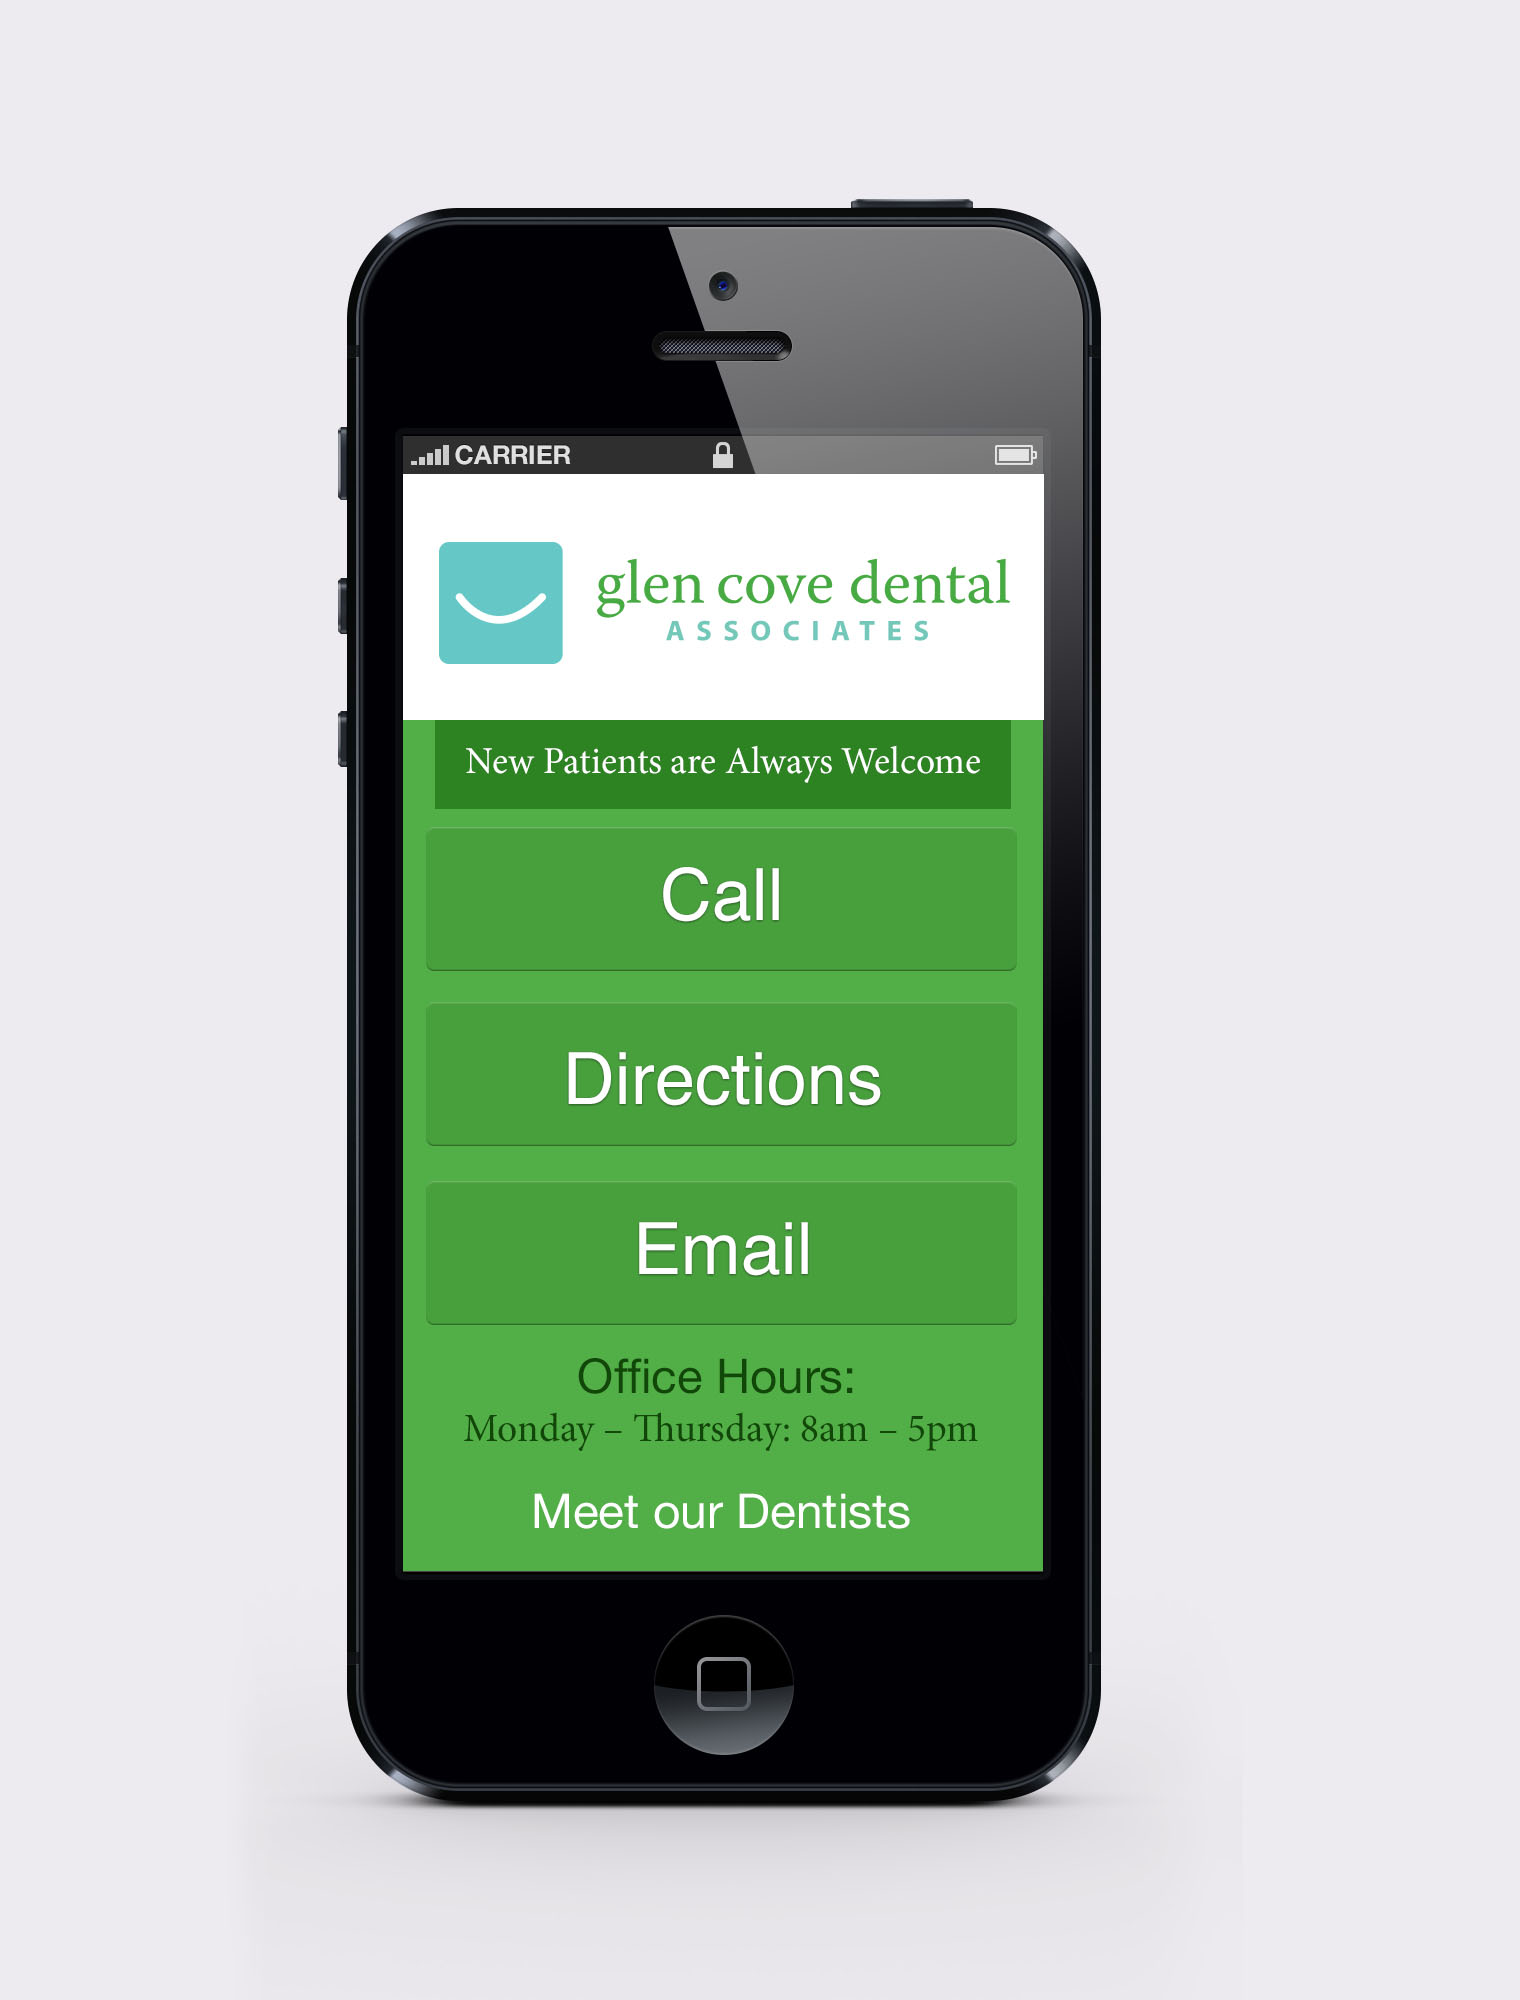 CARRIER
glen cove dental
ASSOCIATES
New Patients are Always Welcome
Call
Directions
Email
Office Hours:
Monday – Thursday: 8am – 5pm
Meet our Dentists